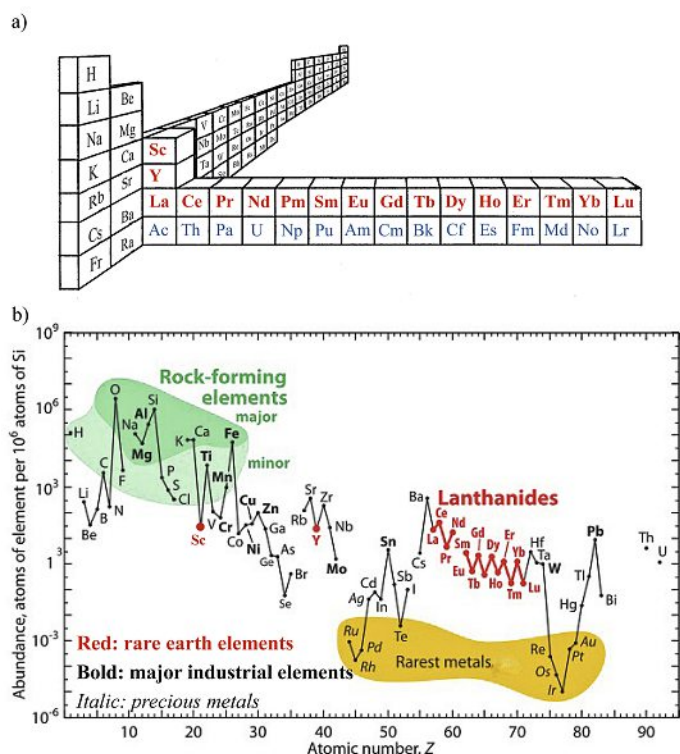 a)
H
Li
Be
Na
Mg
K
Ca
Sc
V Cr Mn
Rb
Sr
Y
Nb Mo
Ta W
Cs
Ba
La Ce Pr Nd Pm Sm Eu Gd Tb Dy Ho Er Tm Yb Lu
Fr
Ra
Ac Th Pa U Np Pu Am Cm Bk Cf Es Fm Md No Lr
b)
Abundance, atoms of element per 10⁶ atoms of Si
10⁹
10⁶
10³
1
10⁻³
10⁻⁶
Rock-forming
elements
major
minor
H
Li
Be
B
C
N
O
F
Na
Mg
Al
Si
P
S
Cl
K
Ca
Sc
Ti
V
Cr
Mn
Fe
Co
Ni
Cu
Zn
Ga
Ge
As
Se
Br
Rb
Sr
Y
Zr
Nb
Mo
Ru
Rh
Pd
Ag
Cd
In
Sn
Sb
Te
I
Cs
Ba
Lanthanides
La
Ce
Pr
Nd
Sm
Eu
Gd
Tb
Dy
Ho
Er
Tm
Yb
Lu
Hf
Ta
W
Re
Os
Ir
Pt
Au
Hg
Tl
Pb
Bi
Th
U
Rarest metals
Red: rare earth elements
Bold: major industrial elements
Italic: precious metals
0 10 20 30 40 50 60 70 80 90
Atomic number, Z